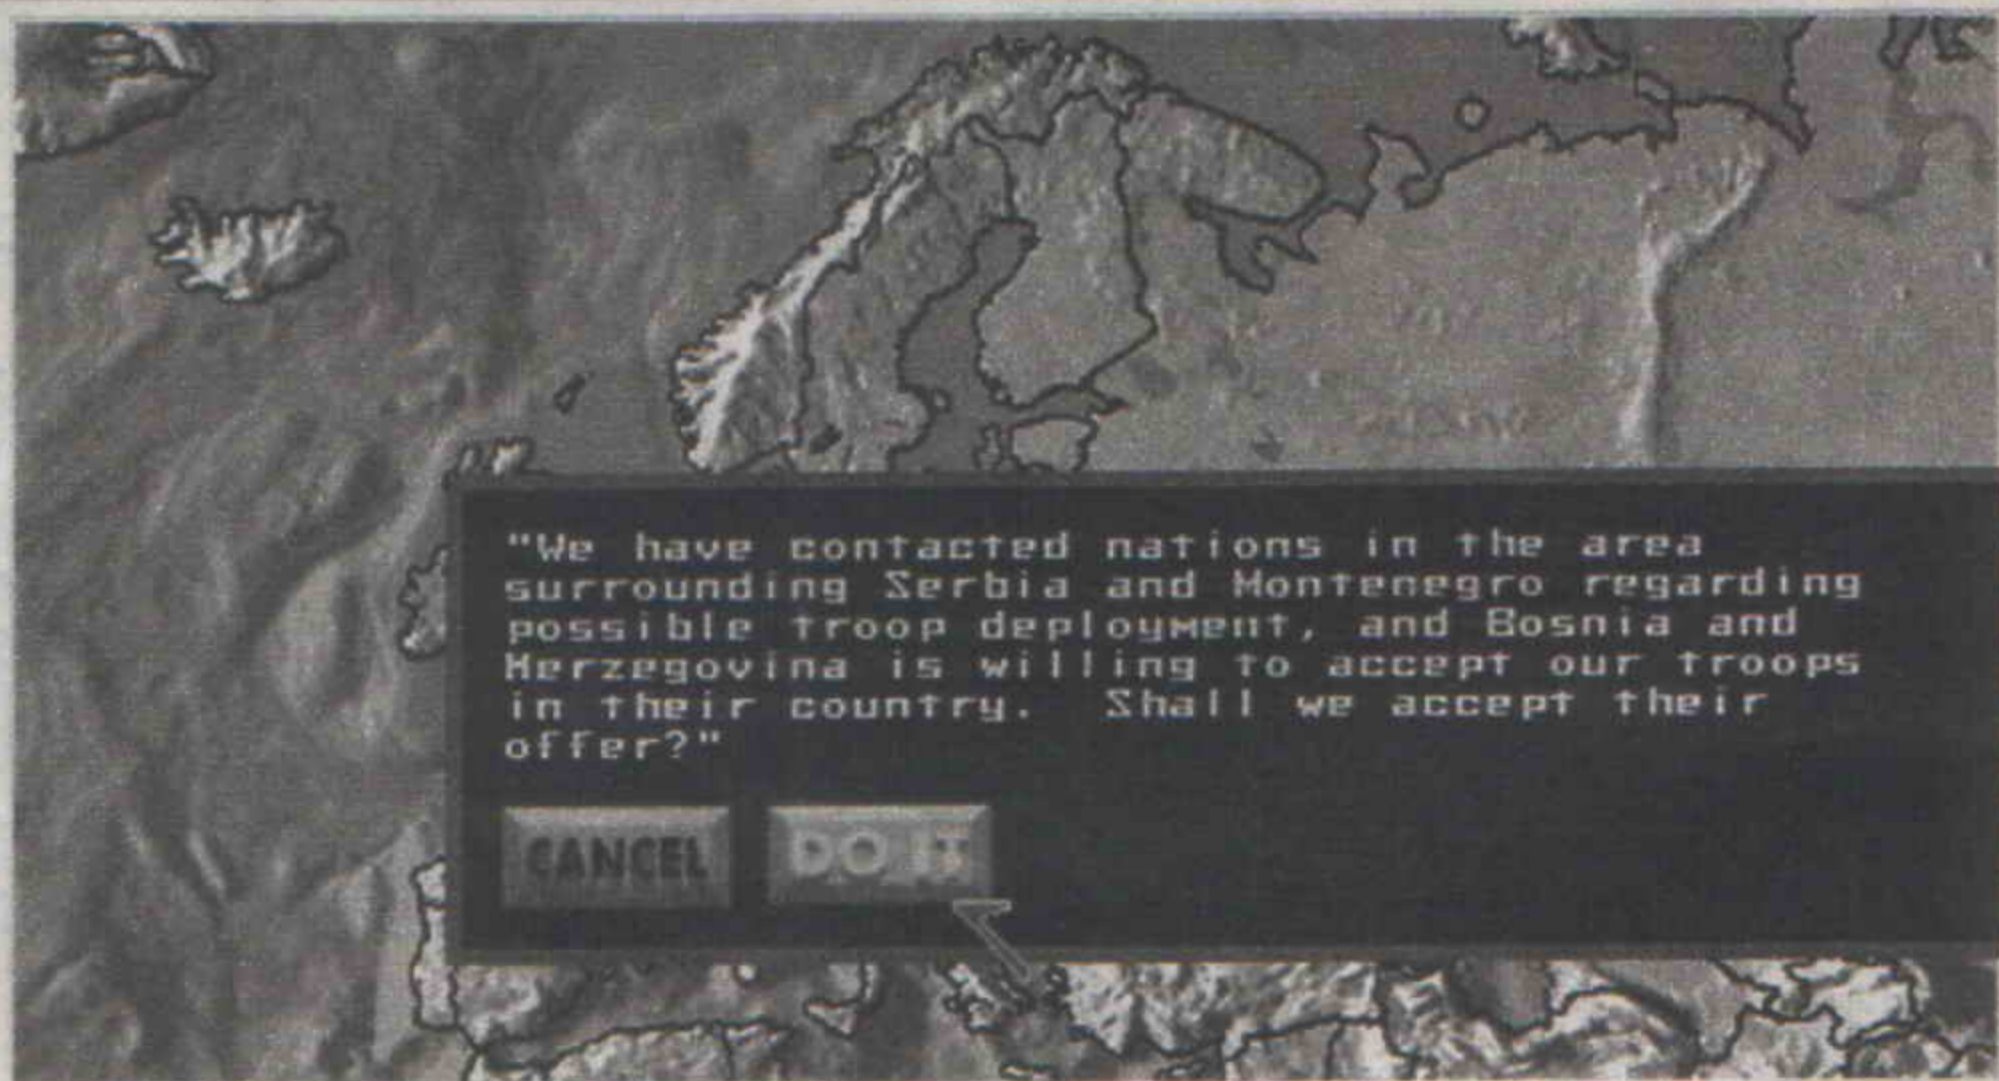 "We have contacted nations in the area
surrounding Serbia and Montenegro regarding
possible troop deployment, and Bosnia and
Herzegovina is willing to accept our troops
in their country.  Shall we accept their
offer?"
CANCEL DO IT